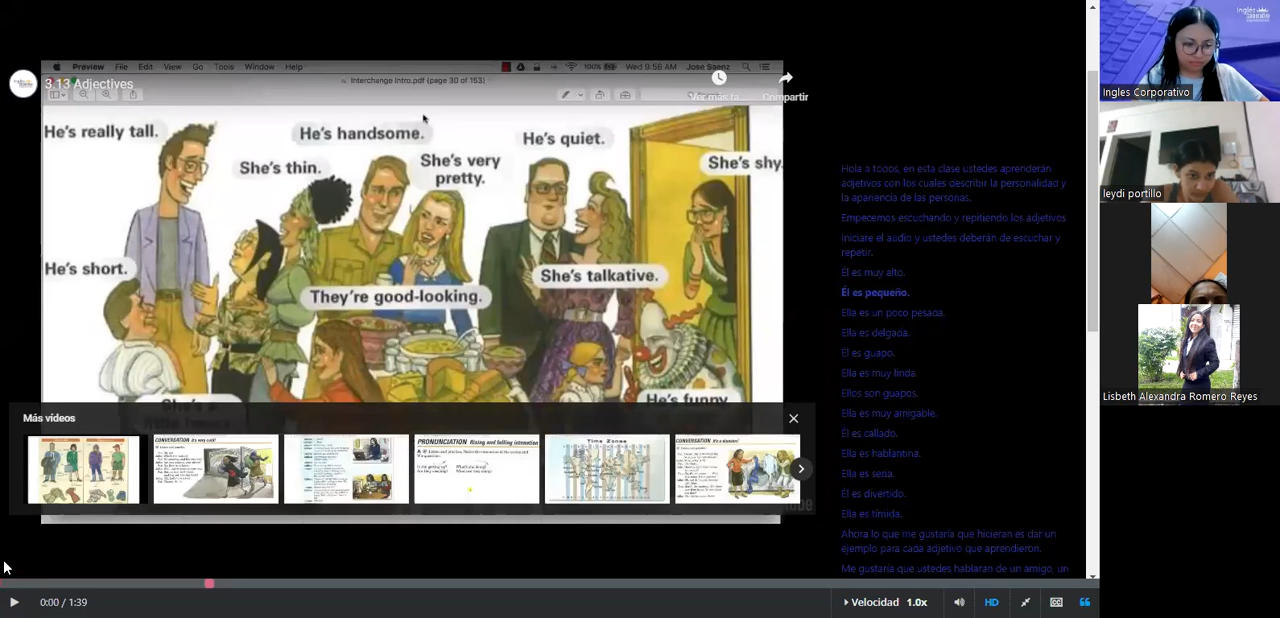 Preview File Edit View Go Tools Window Help
100% Wed 9:56 AM Jose Saenz
3.13 Adjectives
Interchange Intro.pdf (page 30 of 153)
Compartir
He's really tall.
He's handsome.
He's quiet.
She's thin.
She's very
pretty.
She's shy.
He's short.
They're good-looking.
She's talkative.
He's funny
Más vídeos
CONVERSATION It's very cold!
PRONUNCIATION Rising and falling intonation
Time Zones
CONVERSATION It's a disaster!
Hola a todos, en esta clase ustedes aprenderán
adjetivos con los cuales describir la personalidad y
la apariencia de las personas.
Empecemos escuchando y repitiendo los adjetivos
Iniciare el audio y ustedes deberán de escuchar y
repetir.
Él es muy alto.
Él es pequeño.
Ella es un poco pesada.
Ella es delgada.
Él es guapo.
Ella es muy linda.
Ellos son guapos.
Ella es muy amigable.
Él es callado.
Ella es hablantina.
Ella es seria.
Él es divertido.
Ella es tímida.
Ahora lo que me gustaría que hicieran es dar un
ejemplo para cada adjetivo que aprendieron.
Me gustaría que ustedes hablaran de un amigo, un
0:00 / 1:39
Velocidad 1.0x
HD
Ingles Corporativo
leydi portillo
Lisbeth Alexandra Romero Reyes